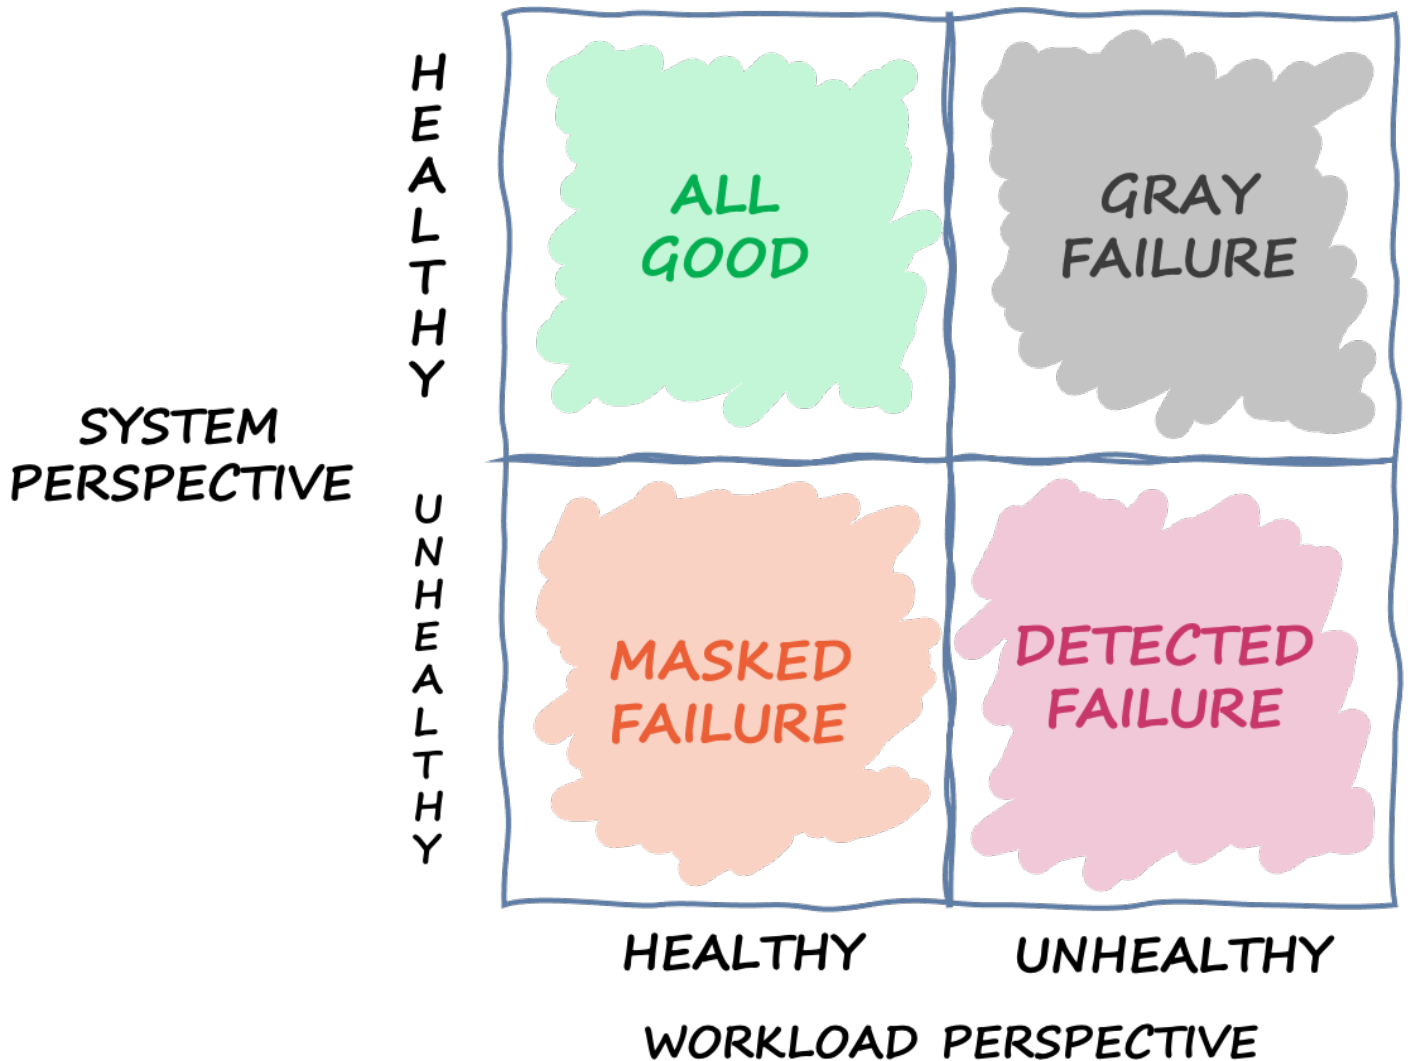 HEALTHY
ALL
GOOD
GRAY
FAILURE
SYSTEM
PERSPECTIVE
UNHEALTHY
MASKED
FAILURE
DETECTED
FAILURE
HEALTHY
UNHEALTHY
WORKLOAD PERSPECTIVE